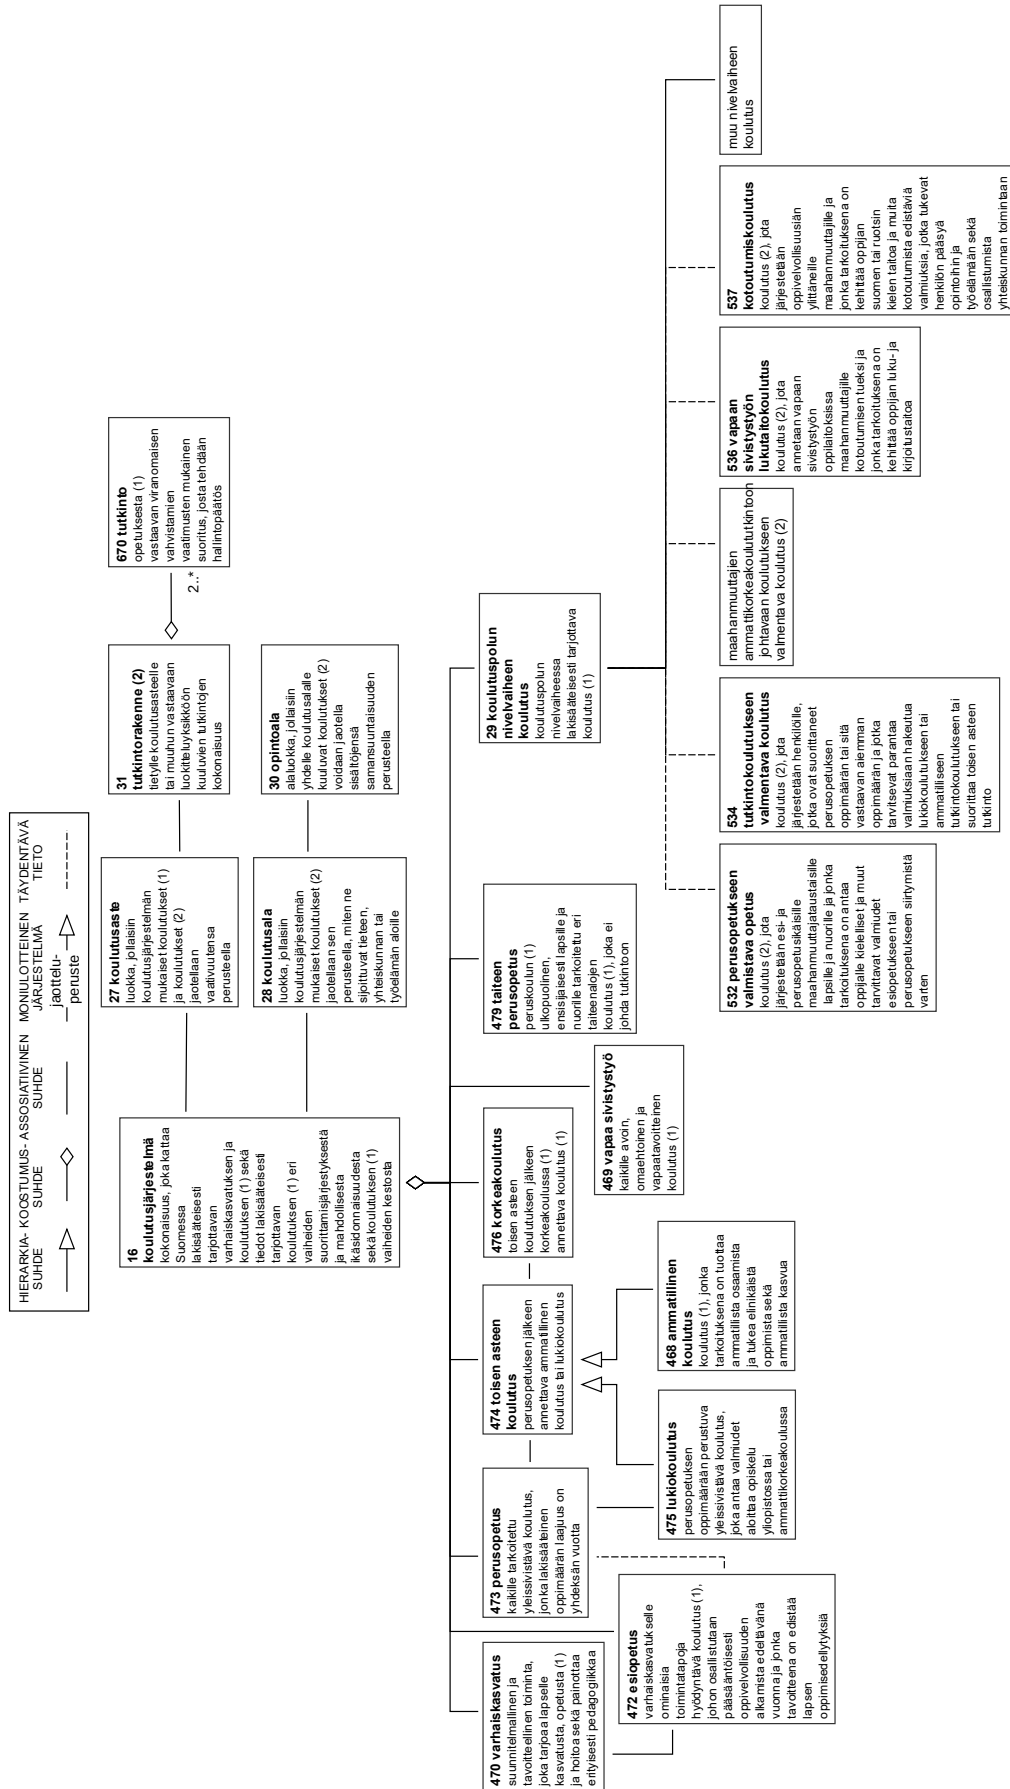 HIERARKIA-
SUHDE
KOOSTUMUS-
SUHDE
ASSOSIATIIVINEN
SUHDE
MONIULOTTEINEN
JÄRJESTELMÄ
jaottelu-
peruste
TÄYDENTÄVÄ
TIETO
16
koulutusjärjestelmä
kokonaisuus, joka kattaa
Suomessa
lakisääteisesti
tarjottavan
varhaiskasvatuksen ja
koulutuksen (1) sekä
tiedot lakisääteisesti
tarjottavan
koulutuksen (1) eri
vaiheiden
suorittamisjärjestyksestä
ja mahdollisesta
ikäsidonnaisuudesta
sekä koulutuksen (1)
vaiheiden kestosta
27 koulutusaste
luokka, jollaisiin
koulutusjärjestelmän
mukaiset koulutukset (1)
ja koulutukset (2)
jaotellaan
vaativuutensa
perusteella
31
tutkintorakenne (2)
tietylle koulutusasteelle
tai muuhun vastaavaan
luokitteluyksikköön
kuuluvien tutkintojen
kokonaisuus
2..*
670 tutkinto
opetuksesta (1)
vastaavan viranomaisen
vahvistamien
vaatimusten mukainen
suoritus, josta tehdään
hallintopäätös
28 koulutusala
luokka, jollaisiin
koulutusjärjestelmän
mukaiset koulutukset (2)
jaotellaan sen
perusteella, miten ne
sijoittuvat tieteen,
yhteiskunnan tai
työelämän aloille
30 opintoala
alaluokka, jollaisiin
yhdelle koulutusalalle
kuuluvat koulutukset (2)
voidaan jaotella
sisältöjensä
samansuuntaisuuden
perusteella
470 varhaiskasvatus
suunnitelmallinen ja
tavoitteellinen toiminta,
joka tarjoaa lapselle
kasvatusta, opetusta (1)
ja hoitoa sekä painottaa
erityisesti pedagogiikkaa
472 esiopetus
varhaiskasvatukselle
ominaisia
toimintatapoja
hyödyntävä koulutus (1),
johon osallistutaan
pääsääntöisesti
oppivelvollisuuden
alkamista edeltävänä
vuonna ja jonka
tavoitteena on edistää
lapsen
oppimisedellytyksiä
473 perusopetus
kaikille tarkoitettu
yleissivistävä koulutus,
jonka lakisääteinen
oppimäärän laajuus on
yhdeksän vuotta
474 toisen asteen
koulutus
perusopetuksen jälkeen
annettava ammatillinen
koulutus tai lukiokoulutus
475 lukiokoulutus
perusopetuksen
oppimäärään perustuva
yleissivistävä koulutus,
joka antaa valmiudet
aloittaa opiskelu
yliopistossa tai
ammattikorkeakoulussa
468 ammatillinen
koulutus
koulutus (1), jonka
tarkoituksena on tuottaa
ammatillista osaamista
ja tukea elinikäistä
oppimista sekä
ammatillista kasvua
476 korkeakoulutus
toisen asteen
koulutuksen jälkeen
korkeakoulussa (1)
annettava koulutus (1)
469 vapaa sivistystyö
kaikille avoin,
omaehtoinen ja
vapaatavoitteinen
koulutus (1)
479 taiteen
perusopetus
peruskoulun (1)
ulkopuolinen,
ensisijaisesti lapsille ja
nuorille tarkoitettu eri
taiteenalojen
koulutus (1), joka ei
johda tutkintoon
29 koulutuspolun
nivelvaiheen
koulutus
koulutuspolun
nivelvaiheessa
lakisääteisesti tarjottava
koulutus (1)
532 perusopetukseen
valmistava opetus
koulutus (2), jota
järjestetään esi- ja
perusopetusikäisille
maahanmuuttajataustaisille
lapsille ja nuorille ja jonka
tarkoituksena on antaa
oppijalle kielelliset ja muut
tarvittavat valmiudet
esiopetukseen tai
perusopetukseen siirtymistä
varten
534
tutkintokoulutukseen
valmentava koulutus
koulutus (2), jota
järjestetään henkilöille,
jotka ovat suorittaneet
perusopetuksen
oppimäärän tai sitä
vastaavan aiemman
oppimäärän ja jotka
tarvitsevat parantaa
valmiuksiaan hakeutua
lukiokoulutukseen tai
ammatilliseen
tutkintokoulutukseen tai
suorittaa toisen asteen
tutkinto
maahanmuuttajien
ammattikorkeakoulututkintoon
johtavaan koulutukseen
valmentava koulutus (2)
536 vapaan
sivistystyön
lukutaitokoulutus
koulutus (2), jota
annetaan vapaan
sivistystyön
oppilaitoksissa
maahanmuuttajille
kotoutumisen tueksi ja
jonka tarkoituksena on
kehittää oppijan luku- ja
kirjoitustaitoa
537
kotoutumiskoulutus
koulutus (2), jota
järjestetään
oppivelvollisuusiän
ylittäneille
maahanmuuttajille ja
jonka tarkoituksena on
kehittää oppijan
suomen tai ruotsin
kielen taitoa ja muita
kotoutumista edistäviä
valmiuksia, jotka tukevat
henkilön pääsyä
opintoihin ja
työelämään sekä
osallistumista
yhteiskunnan toimintaan
muu nivelvaiheen
koulutus